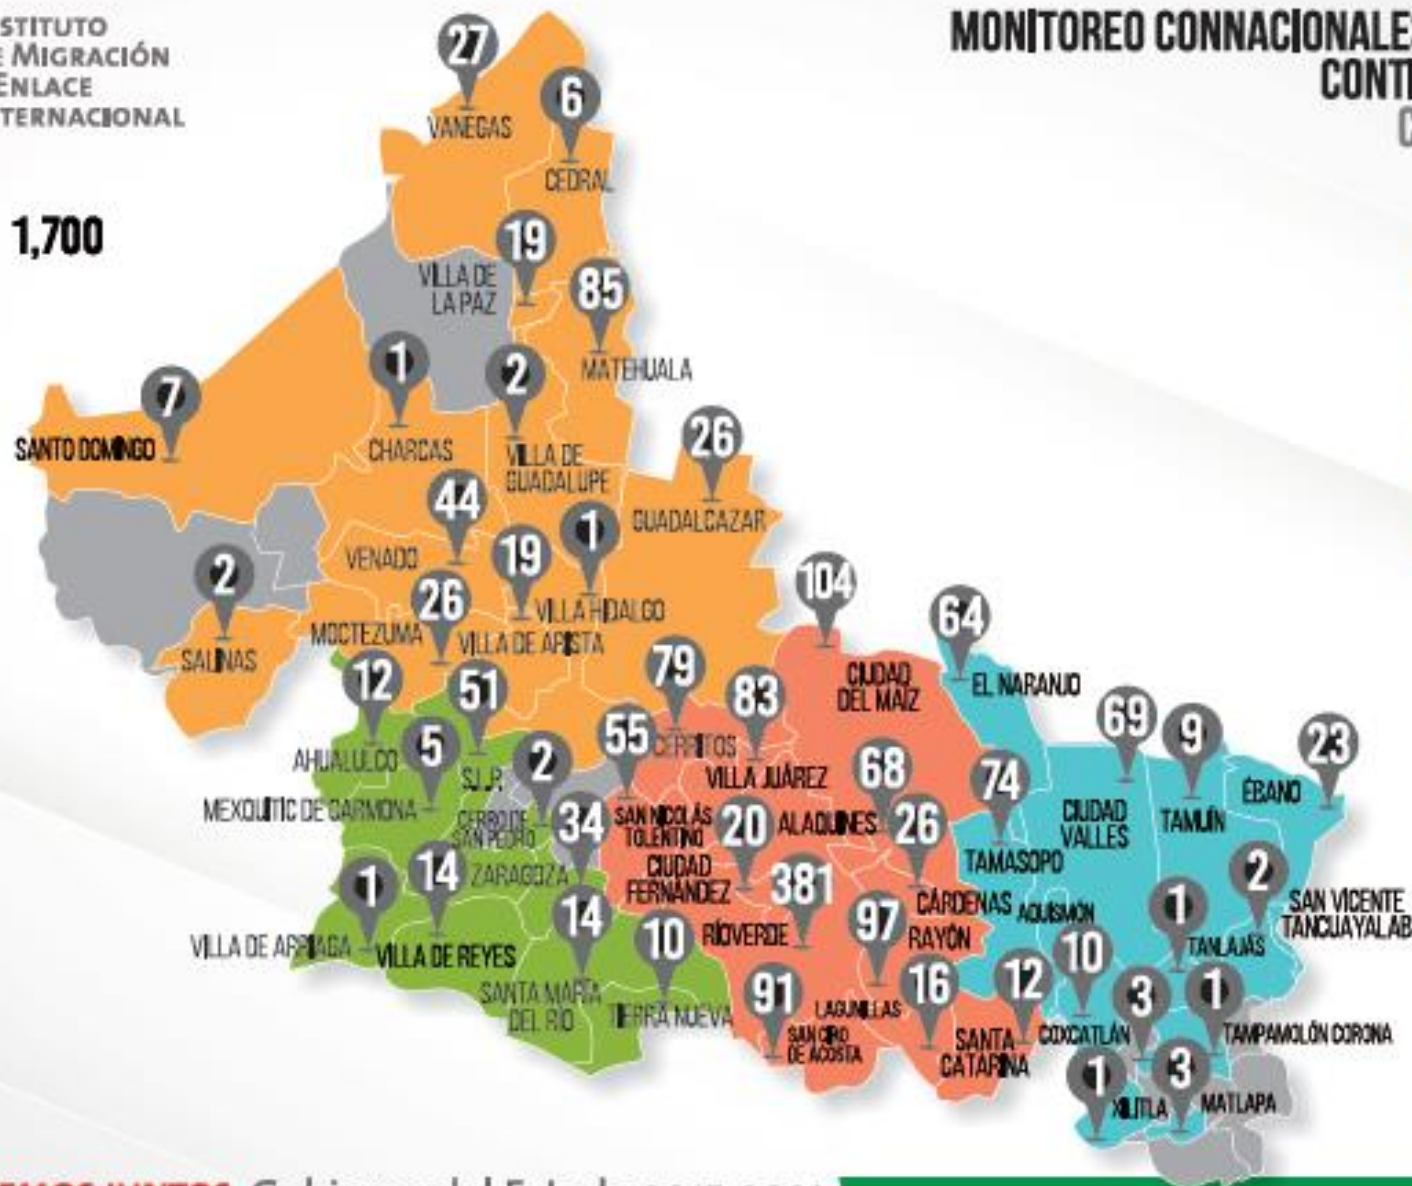 STITUTO
E MIGRACIÓN
ENLACE
TERNACIONAL
MONITOREO CONNACIONALES
CONT
1,700
27
VANEGAS
6
CEDRAL
19
VILLA DE
LA PAZ
85
MATEHUALA
7
SANTO DOMINGO
1
CHARCAS
2
VILLA DE
GUADALUPE
26
GUADALCAZAR
44
VENADO
19
VILLA DE ARISTA
1
VILLA HIDALGO
2
SALINAS
26
MOCTEZUMA
104
CIUDAD
DEL MAÍZ
64
EL NARANJO
12
AHUALULCO
51
S.L.P.
79
CERRITOS
83
VILLA JUÁREZ
5
MEXQUITIC DE CARMONA
2
CERRO DE
SAN PEDRO
55
SAN NICOLÁS
TOLENTINO
68
ALAQUINES
74
TAMASOPO
69
CIUDAD
VALLES
9
TAMUÍN
23
ÉBANO
34
ZARAGOZA
20
CIUDAD
FERNÁNDEZ
26
CÁRDENAS
1
VILLA DE ARRIAGA
14
VILLA DE REYES
381
RÍOVERDE
97
RAYÓN
AQUISMÓN
1
TANLAJÁS
2
SAN VICENTE
TANCUAYALAB
14
SANTA MARÍA
DEL RÍO
10
TIERRA NUEVA
91
SAN CIRO
DE ACOSTA
LAGUNILLAS
16
SANTA
CATARINA
12
10
COXCATLÁN
3
1
TAMPAMOLÓN CORONA
1
XILITLA
3
MATLAPA
EMOS JUNTOS